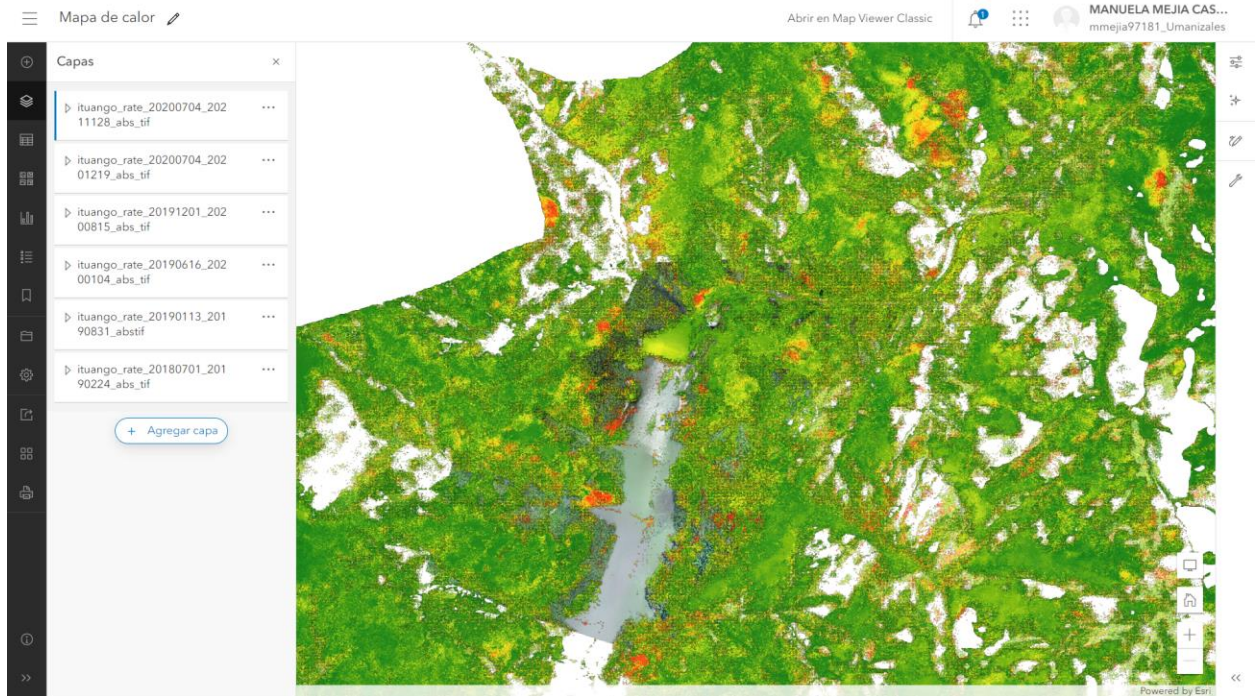 Mapa de calor
Abrir en Map Viewer Classic
1
MANUELA MEJIA CAS...
mmejia97181_Umanizales
Capas
ituango_rate_20200704_202
11128_abs_tif
ituango_rate_20200704_202
01219_abs_tif
ituango_rate_20191201_202
00815_abs_tif
ituango_rate_20190616_202
00104_abs_tif
ituango_rate_20190113_201
90831_abstif
ituango_rate_20180701_201
90224_abs_tif
+ Agregar capa
Powered by Esri